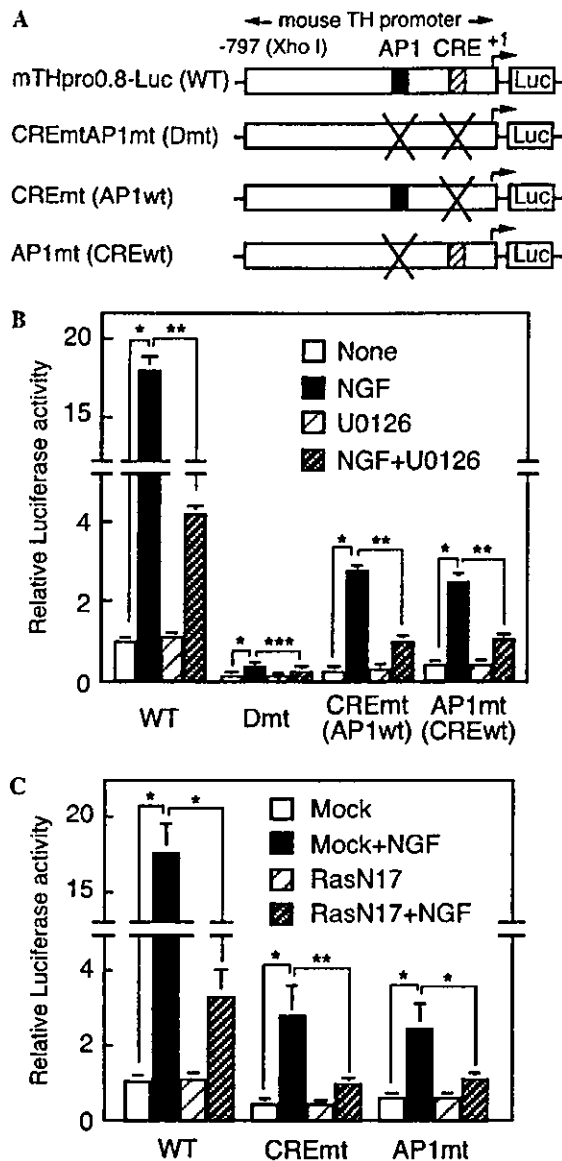 A
mouse TH promoter
-797 (Xho I) AP1 CRE +1
mTHpro0.8-Luc (WT) Luc
CREmtAP1mt (Dmt) Luc
CREmt (AP1wt) Luc
AP1mt (CREwt) Luc
B
Relative Luciferase activity
20
15
4
2
0
* **
* ***
* **
* **
None
NGF
U0126
NGF+U0126
WT Dmt CREmt (AP1wt) AP1mt (CREwt)
C
Relative Luciferase activity
20
15
4
2
0
* *
* **
* *
Mock
Mock+NGF
RasN17
RasN17+NGF
WT CREmt AP1mt